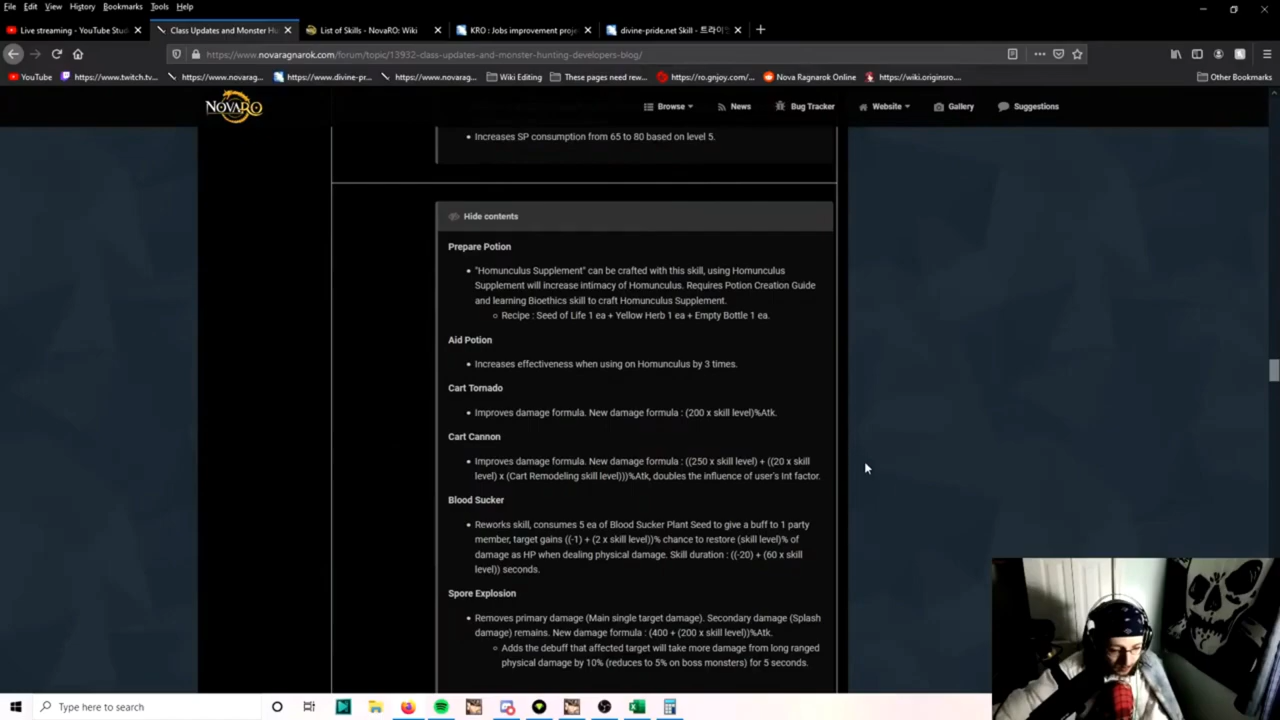 File Edit View History Bookmarks Tools Help
Live streaming - YouTube Stud
Class Updates and Monster Hu
List of Skills - NovaRO: Wiki
KRO : Jobs improvement proje
divine-pride.net Skill - 트라이
https://www.novaragnarok.com/forum/topic/13932-class-updates-and-monster-hunting-developers-blog/
YouTube https://www.twitch.tv... https://www.novarag... https://www.divine-pr... https://www.novarag... Wiki Editing These pages need rew... https://ro.gnjoy.com/... Nova Ragnarok Online https://wiki.originsro... Other Bookmarks
NOVARO
Browse News Bug Tracker Website Gallery Suggestions
Increases SP consumption from 65 to 80 based on level 5.
Hide contents
Prepare Potion
"Homunculus Supplement" can be crafted with this skill, using Homunculus
Supplement will increase intimacy of Homunculus. Requires Potion Creation Guide
and learning Bioethics skill to craft Homunculus Supplement.
Recipe : Seed of Life 1 ea + Yellow Herb 1 ea + Empty Bottle 1 ea.
Aid Potion
Increases effectiveness when using on Homunculus by 3 times.
Cart Tornado
Improves damage formula. New damage formula : (200 x skill level)%Atk.
Cart Cannon
Improves damage formula. New damage formula : ((250 x skill level) + ((20 x skill
level) x (Cart Remodeling skill level)))%Atk, doubles the influence of user's Int factor.
Blood Sucker
Reworks skill, consumes 5 ea of Blood Sucker Plant Seed to give a buff to 1 party
member, target gains ((-1) + (2 x skill level))% chance to restore (skill level)% of
damage as HP when dealing physical damage. Skill duration : ((-20) + (60 x skill
level)) seconds.
Spore Explosion
Removes primary damage (Main single target damage). Secondary damage (Splash
damage) remains. New damage formula : (400 + (200 x skill level))%Atk.
Adds the debuff that affected target will take more damage from long ranged
physical damage by 10% (reduces to 5% on boss monsters) for 5 seconds.
Type here to search